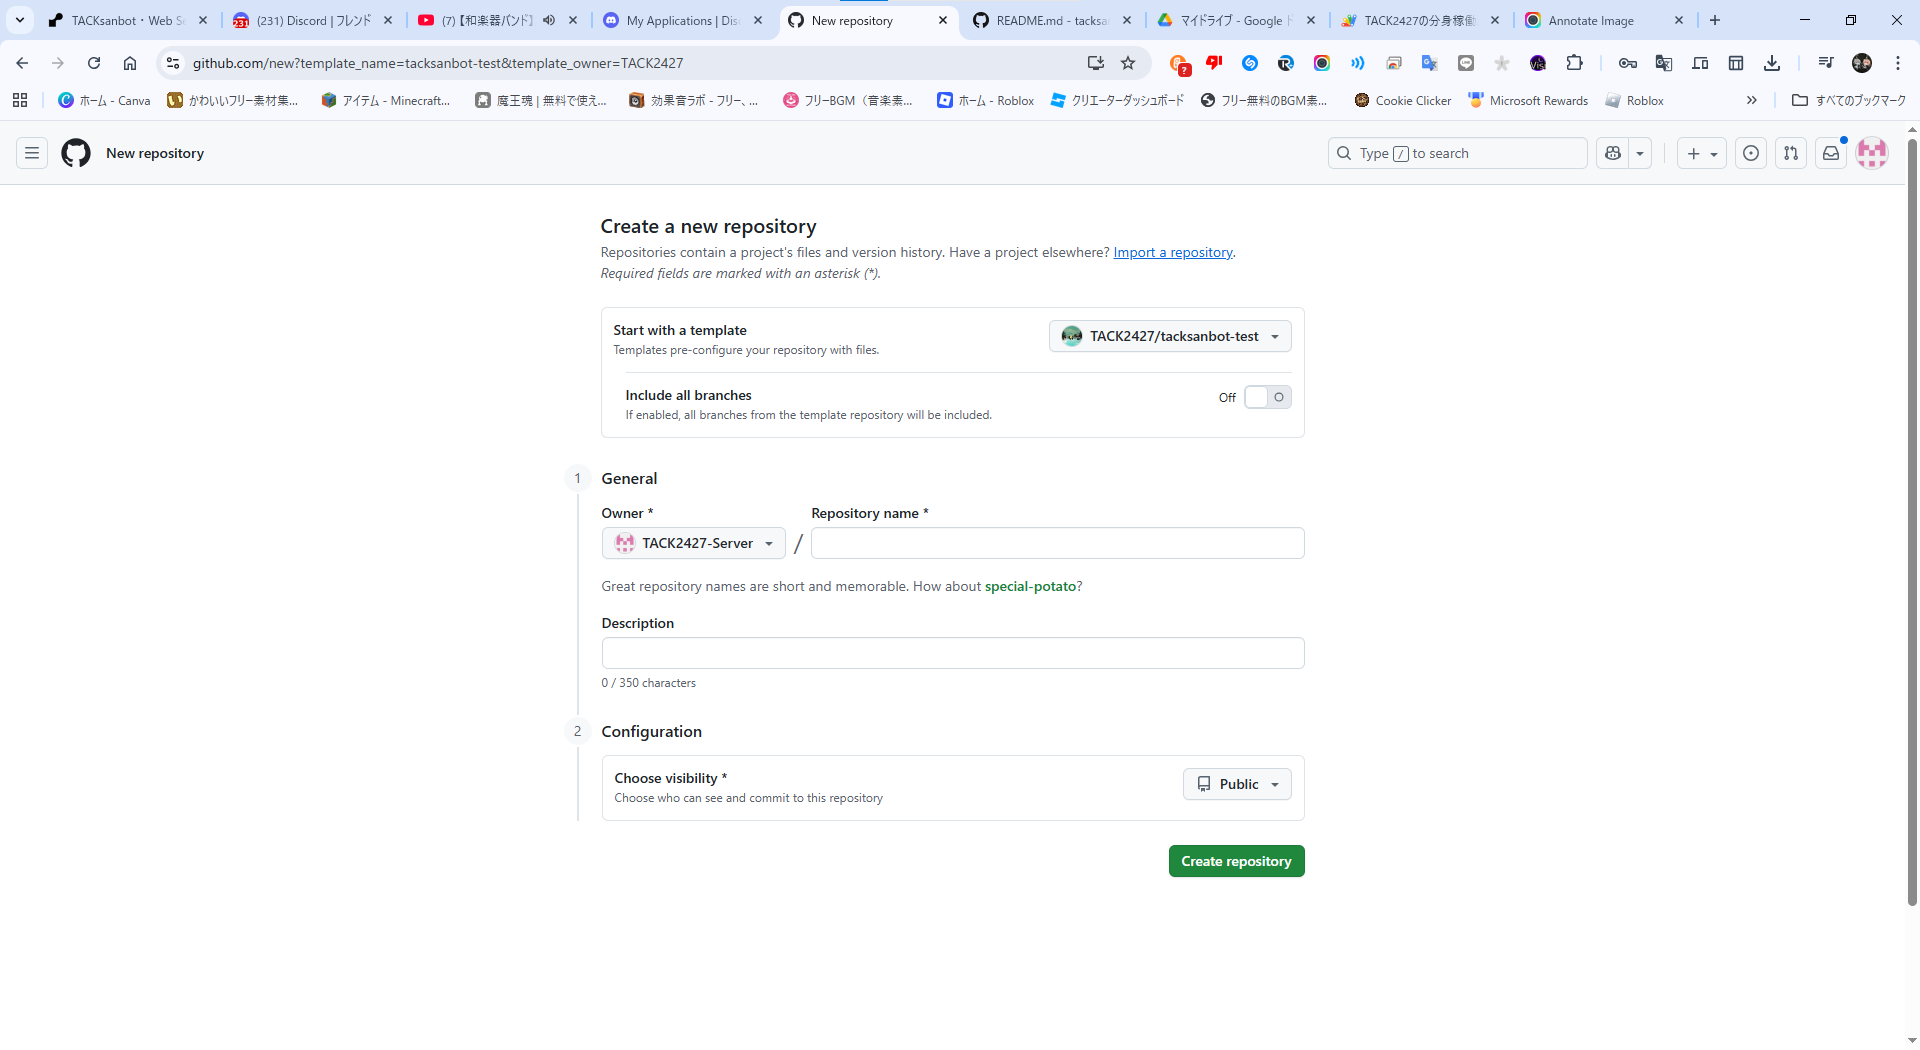 TACKsanbot · Web Se
(231) Discord | フレンド
(7)【和楽器バンド】
My Applications | Disc
New repository
README.md - tacksa
マイドライブ - Google ド
TACK2427の分身稼働
Annotate Image
github.com/new?template_name=tacksanbot-test&template_owner=TACK2427
ホーム - Canva
かわいいフリー素材集...
アイテム - Minecraft...
魔王魂 | 無料で使え...
効果音ラボ - フリー、...
フリーBGM（音楽素...
ホーム - Roblox
クリエーターダッシュボード
フリー無料のBGM素...
Cookie Clicker
Microsoft Rewards
Roblox
すべてのブックマーク
New repository
Type / to search
Create a new repository
Repositories contain a project's files and version history. Have a project elsewhere? Import a repository.
Required fields are marked with an asterisk (*).
Start with a template
Templates pre-configure your repository with files.
TACK2427/tacksanbot-test
Include all branches
If enabled, all branches from the template repository will be included.
Off
1
General
Owner *
Repository name *
TACK2427-Server
/
Great repository names are short and memorable. How about special-potato?
Description
0 / 350 characters
2
Configuration
Choose visibility *
Choose who can see and commit to this repository
Public
Create repository